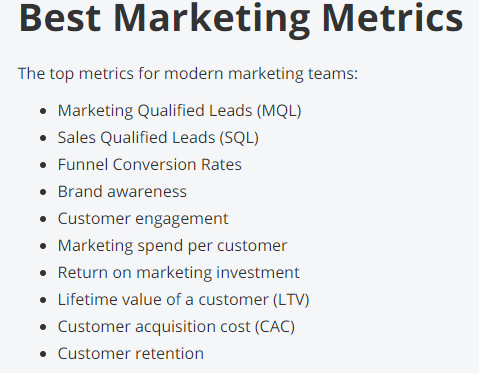 Best Marketing Metrics
The top metrics for modern marketing teams:
• Marketing Qualified Leads (MQL)
• Sales Qualified Leads (SQL)
• Funnel Conversion Rates
• Brand awareness
• Customer engagement
• Marketing spend per customer
• Return on marketing investment
• Lifetime value of a customer (LTV)
• Customer acquisition cost (CAC)
• Customer retention